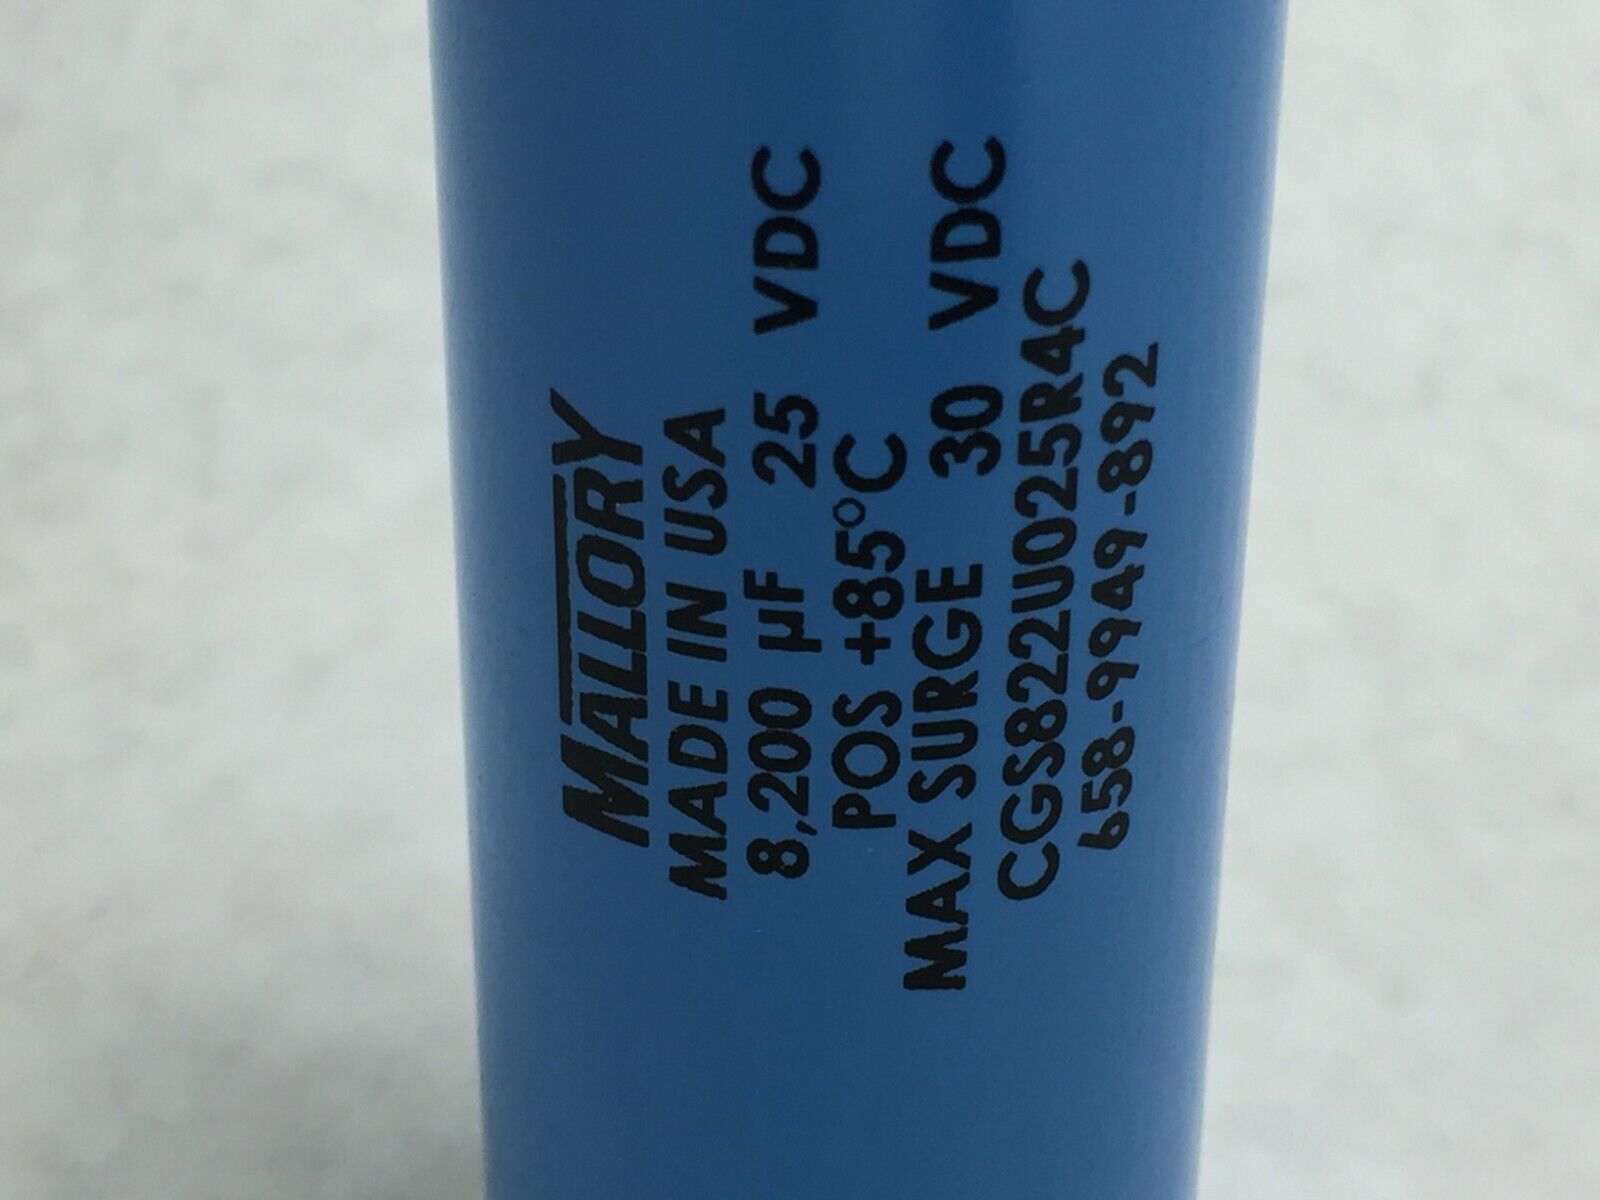 MALLORY
MADE IN USA
8,200 µF 25 VDC
POS +85°C
MAX SURGE 30 VDC
CGS822U025R4C
658-9949-892